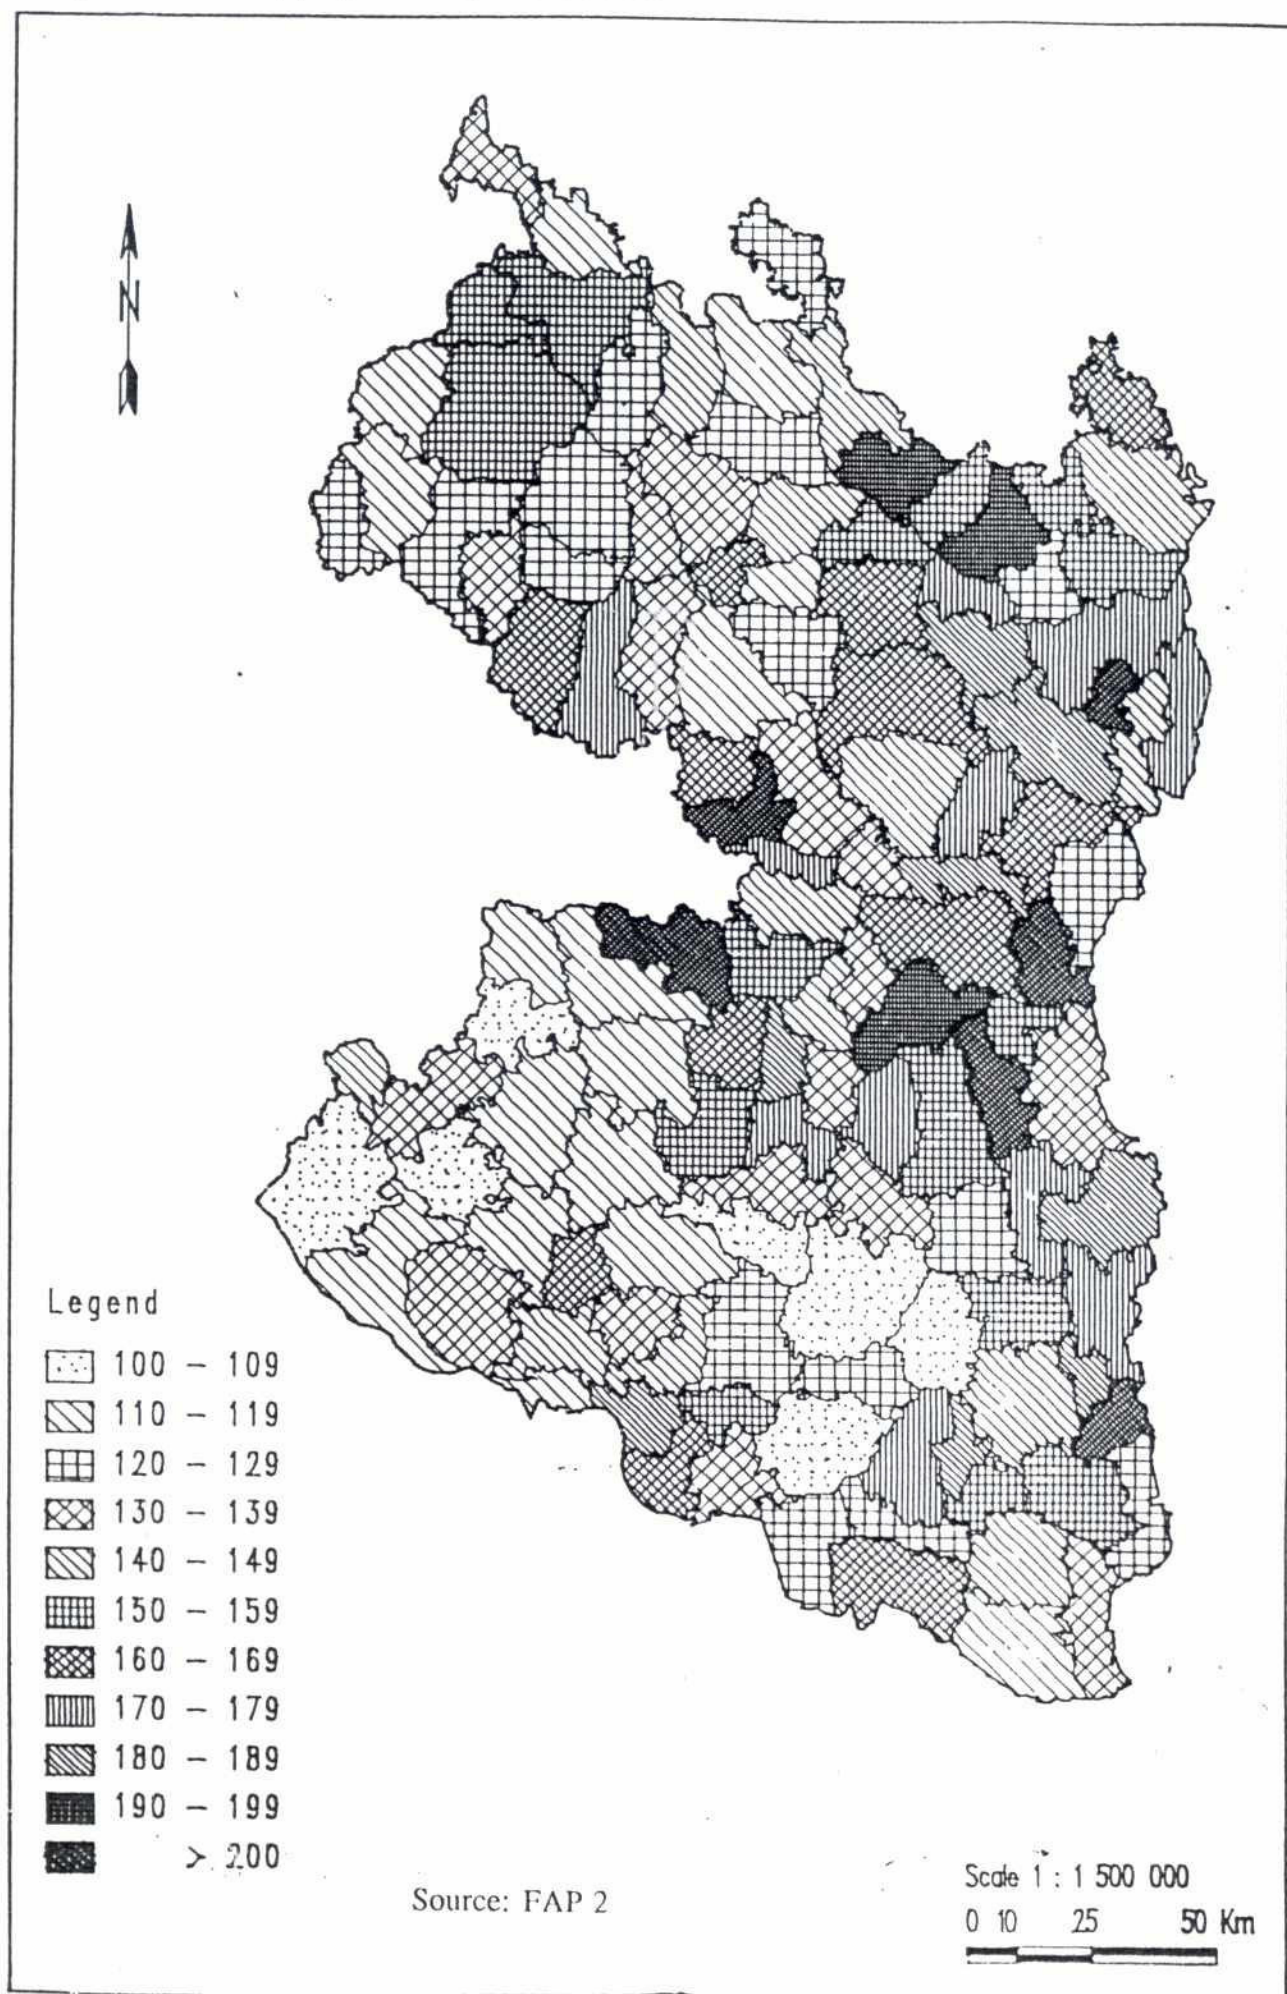 N
Legend
100 – 109
110 – 119
120 – 129
130 – 139
140 – 149
150 – 159
160 – 169
170 – 179
180 – 189
190 – 199
> 200
Source: FAP 2
Scale 1 : 1 500 000
0 10 25 50 Km